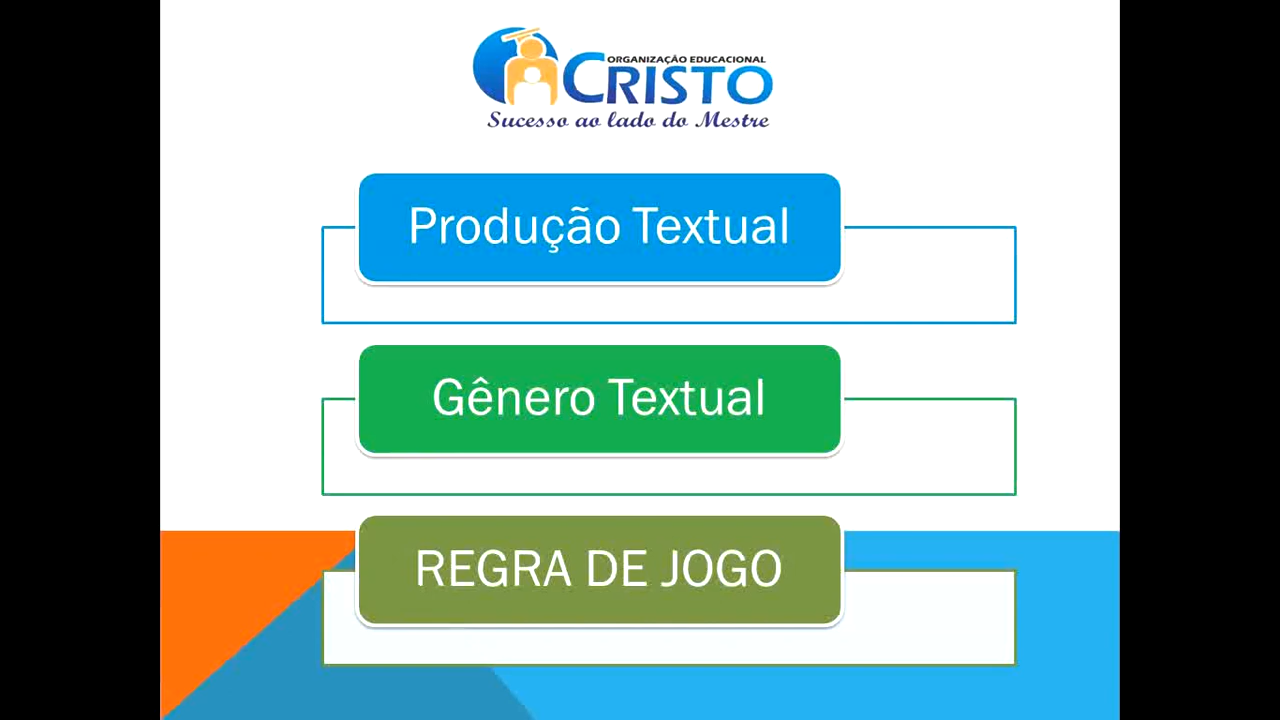 ORGANIZAÇÃO EDUCACIONAL
CRISTO
Sucesso ao lado do Mestre
Produção Textual
Gênero Textual
REGRA DE JOGO